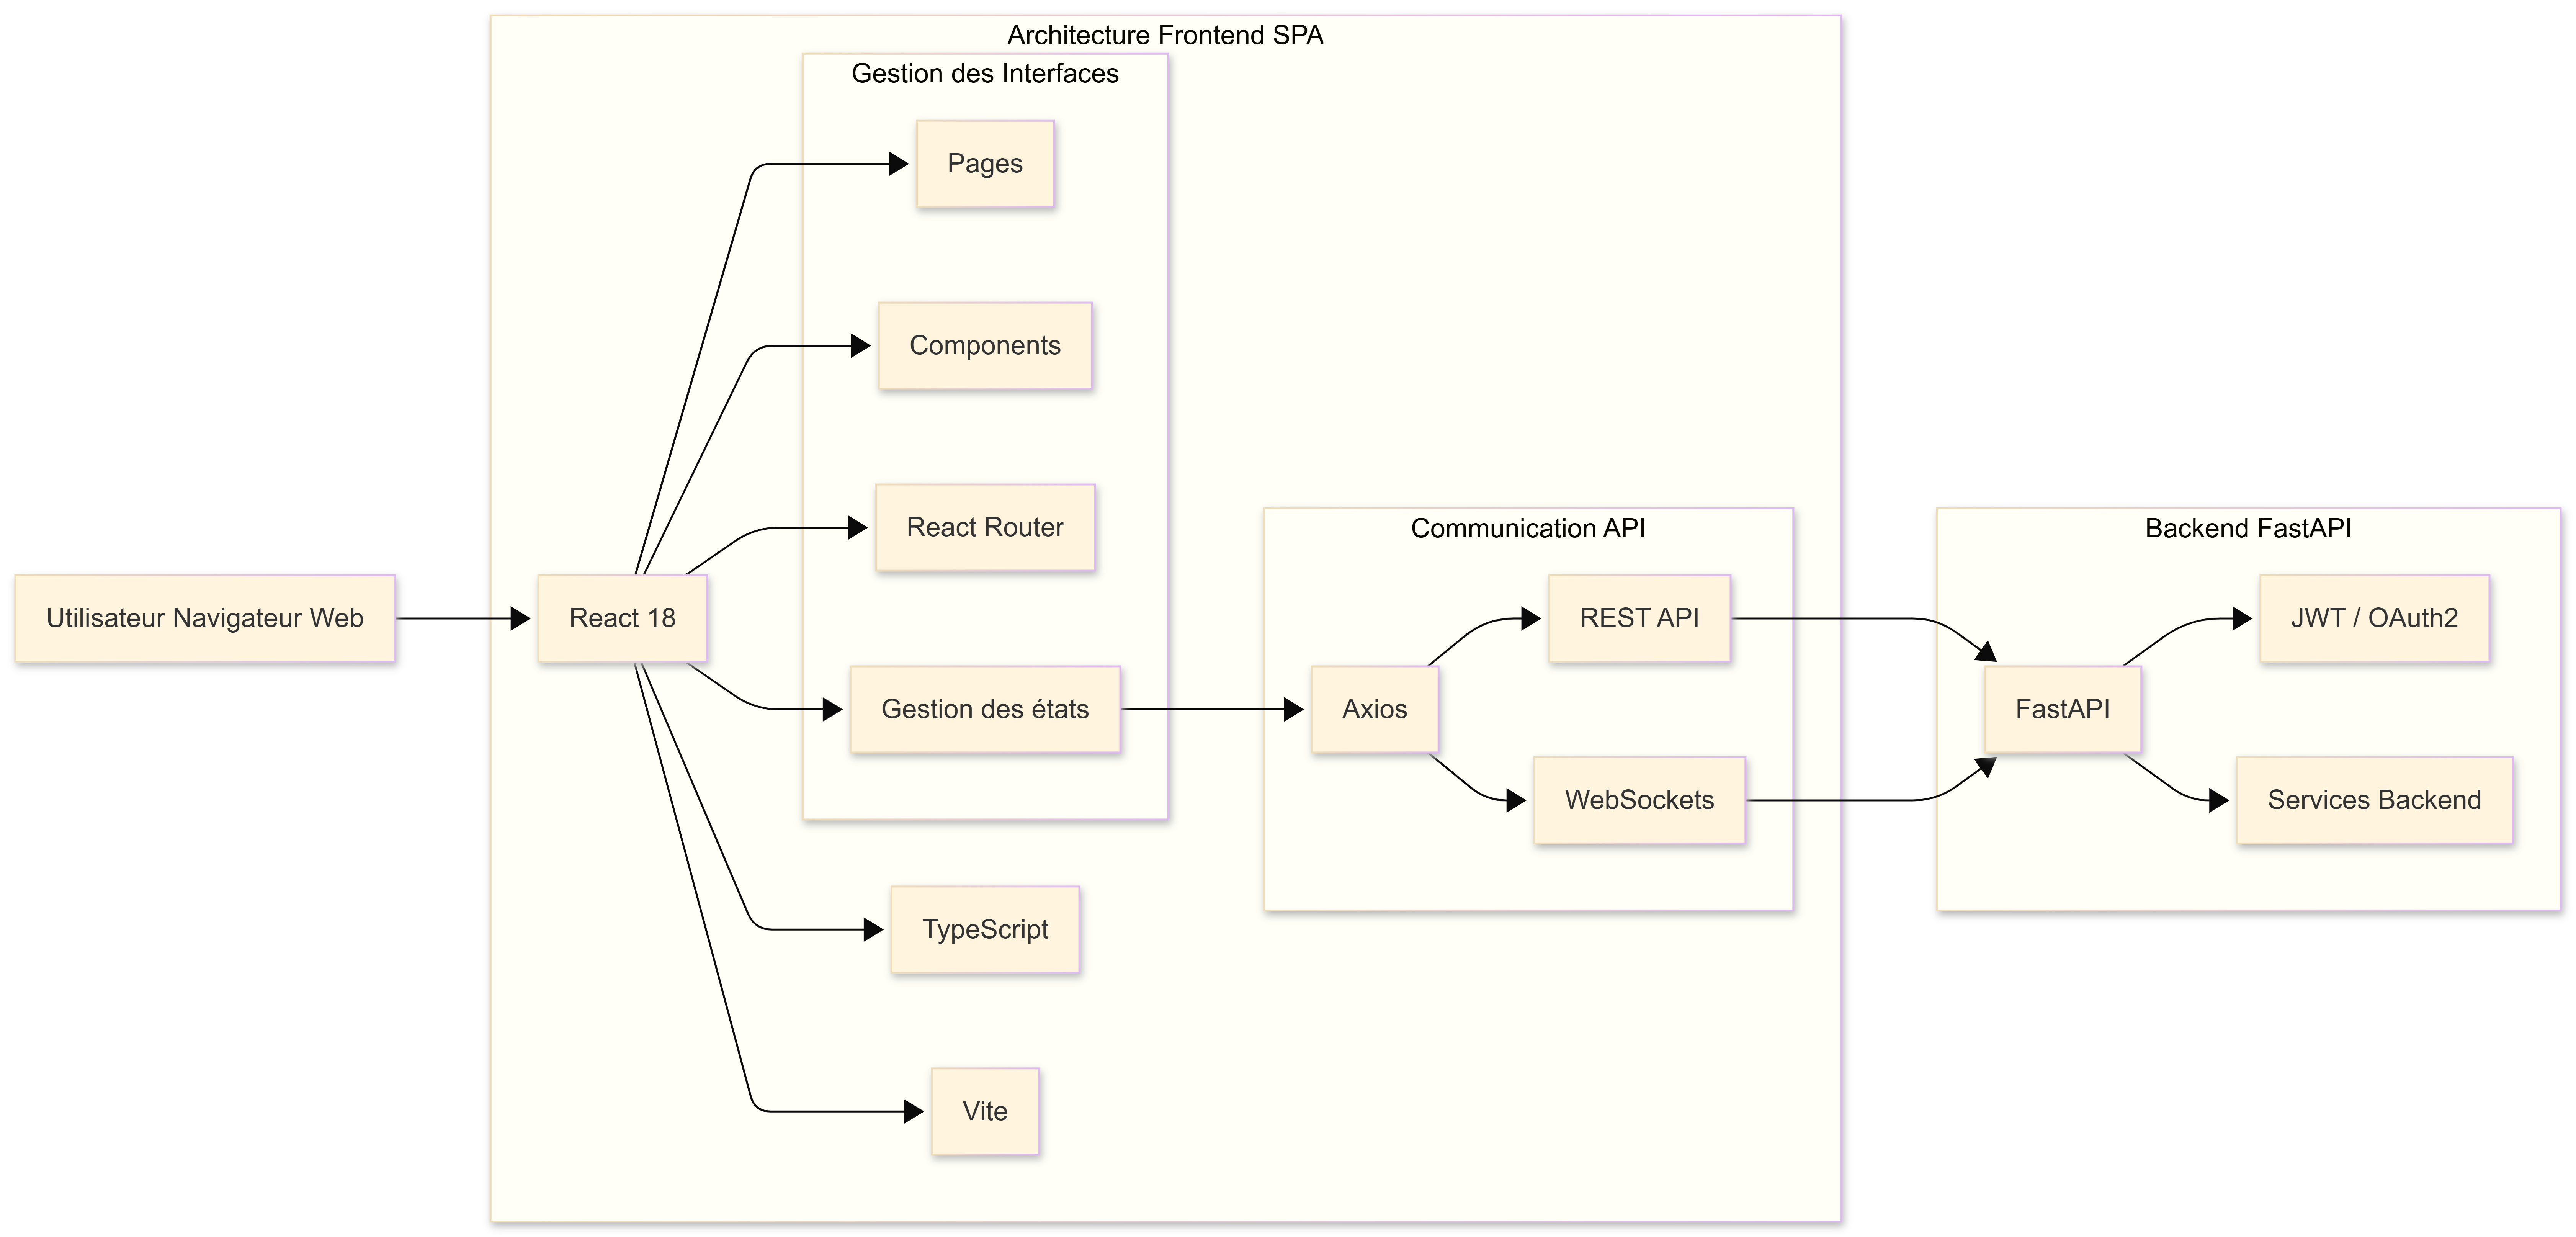 Architecture Frontend SPA
Gestion des Interfaces
Pages
Components
React Router
Gestion des états
Utilisateur Navigateur Web
React 18
TypeScript
Vite
Communication API
Axios
REST API
WebSockets
Backend FastAPI
FastAPI
JWT / OAuth2
Services Backend